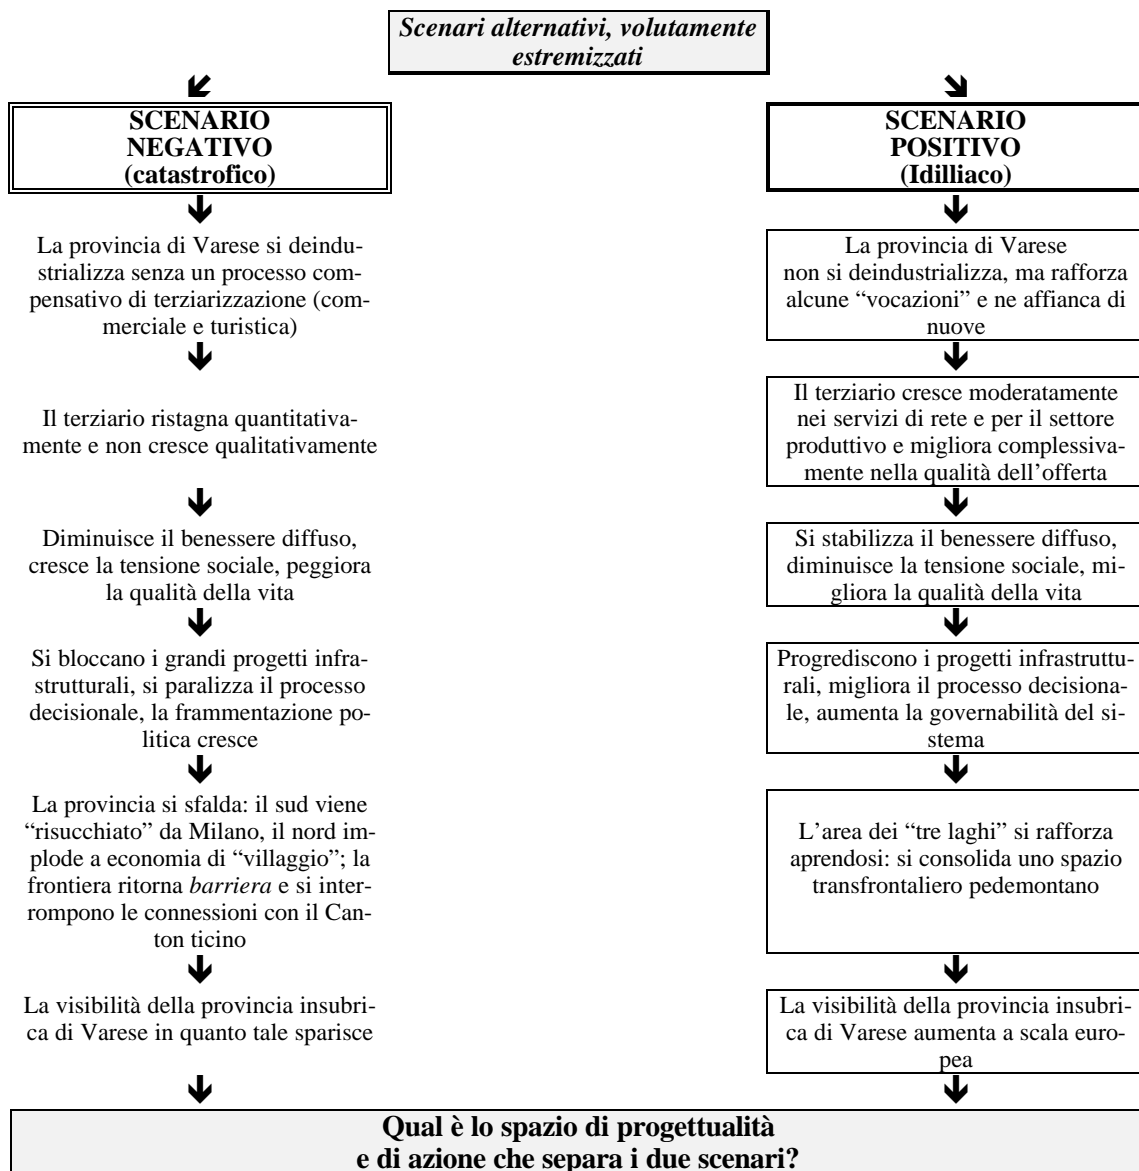 Scenari alternativi, volutamente
estremizzati
SCENARIO
NEGATIVO
(catastrofico)
La provincia di Varese si deindu-
strializza senza un processo com-
pensativo di terziarizzazione (com-
merciale e turistica)
Il terziario ristagna quantitativa-
mente e non cresce qualitativamente
Diminuisce il benessere diffuso,
cresce la tensione sociale, peggiora
la qualità della vita
Si bloccano i grandi progetti infra-
strutturali, si paralizza il processo
decisionale, la frammentazione po-
litica cresce
La provincia si sfalda: il sud viene
“risucchiato” da Milano, il nord im-
plode a economia di “villaggio”; la
frontiera ritorna barriera e si inter-
rompono le connessioni con il Can-
ton ticino
La visibilità della provincia insubri-
ca di Varese in quanto tale sparisce
SCENARIO
POSITIVO
(Idilliaco)
La provincia di Varese
non si deindustrializza, ma rafforza
alcune “vocazioni” e ne affianca di
nuove
Il terziario cresce moderatamente
nei servizi di rete e per il settore
produttivo e migliora complessiva-
mente nella qualità dell’offerta
Si stabilizza il benessere diffuso,
diminuisce la tensione sociale, mi-
gliora la qualità della vita
Progrediscono i progetti infrastruttu-
rali, migliora il processo decisiona-
le, aumenta la governabilità del si-
stema
L’area dei “tre laghi” si rafforza
aprendosi: si consolida uno spazio
transfrontaliero pedemontano
La visibilità della provincia insubri-
ca di Varese aumenta a scala euro-
pea
Qual è lo spazio di progettualità
e di azione che separa i due scenari?